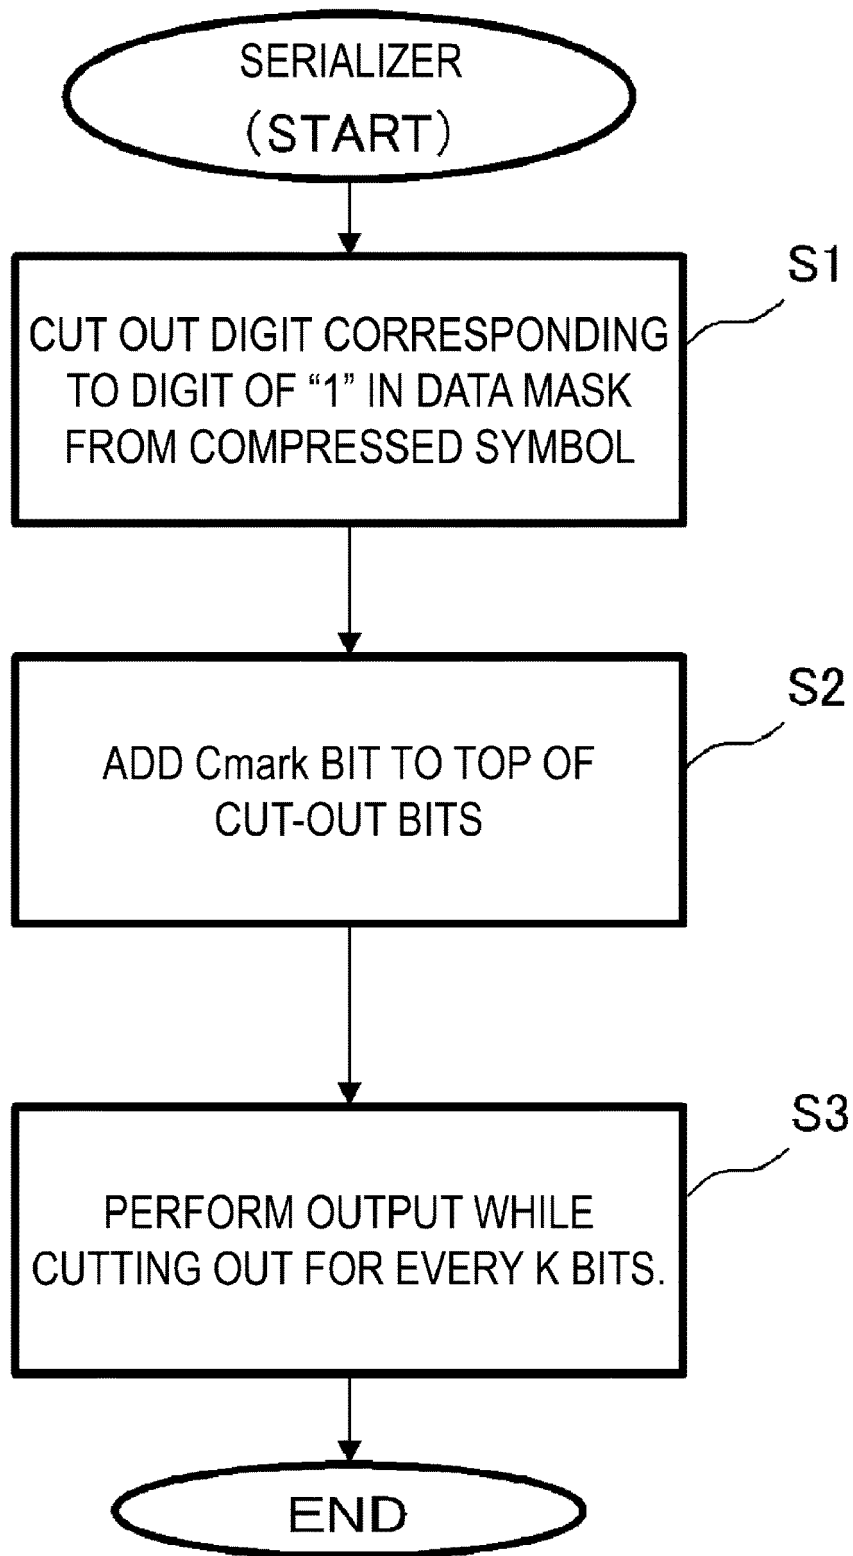 SERIALIZER
(START)
S1
CUT OUT DIGIT CORRESPONDING
TO DIGIT OF “1” IN DATA MASK
FROM COMPRESSED SYMBOL
S2
ADD Cmark BIT TO TOP OF
CUT-OUT BITS
S3
PERFORM OUTPUT WHILE
CUTTING OUT FOR EVERY K BITS.
END